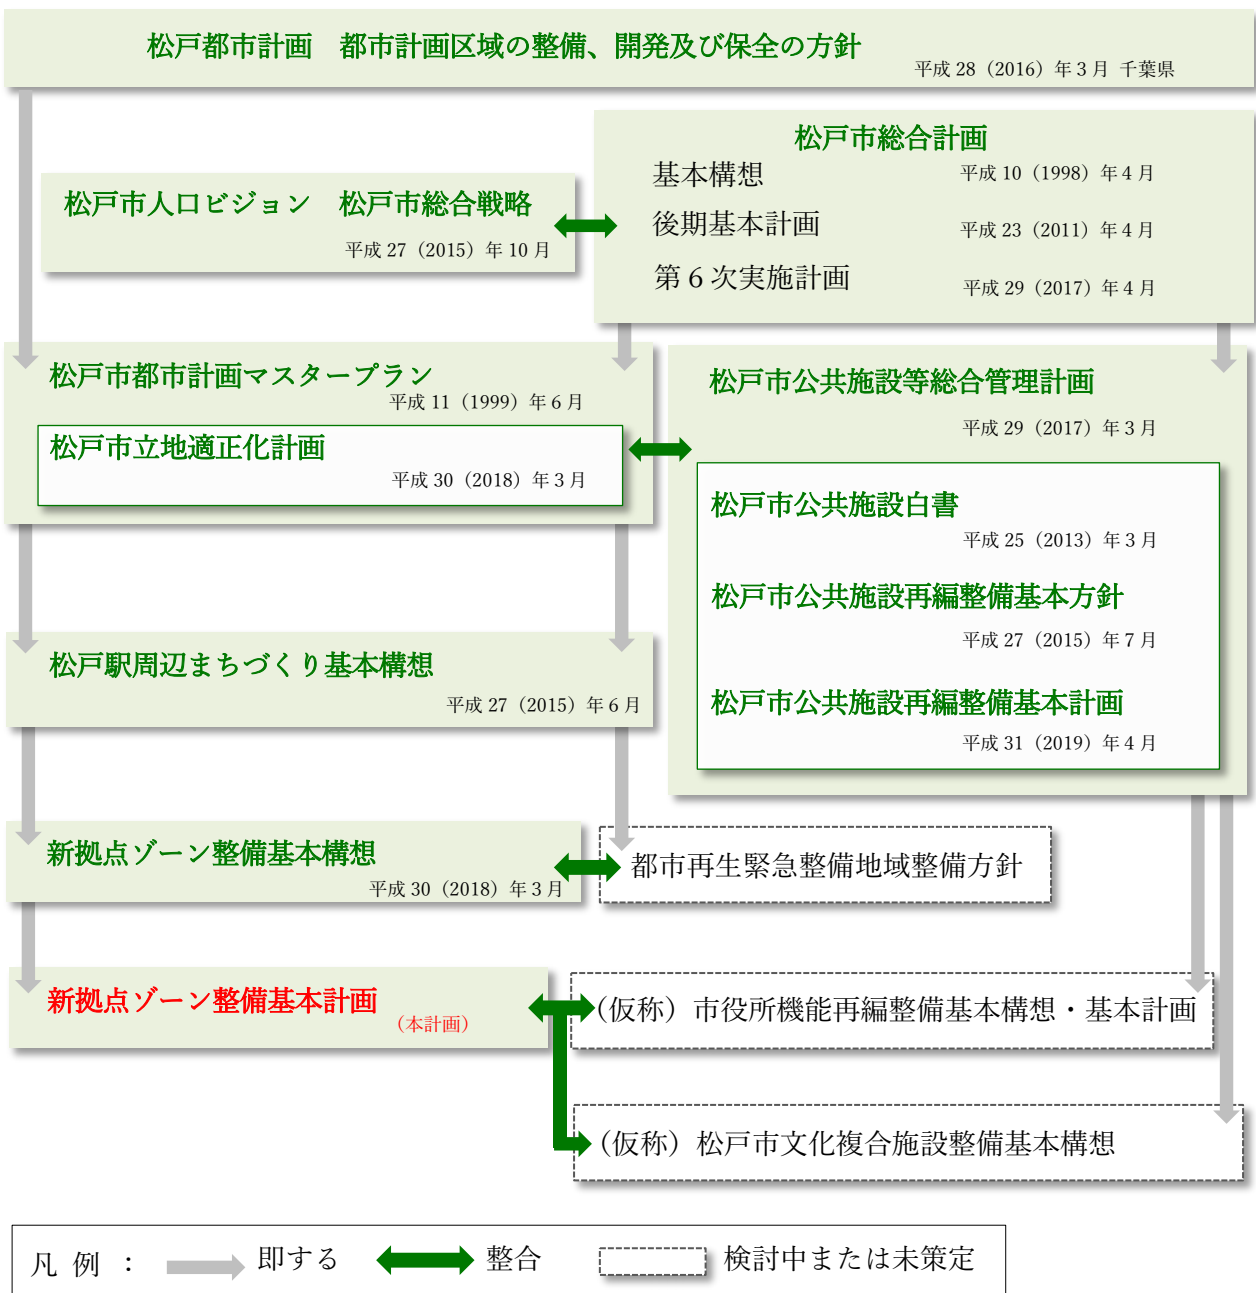 松戸都市計画　都市計画区域の整備、開発及び保全の方針
平成 28（2016）年 3 月 千葉県
松戸市総合計画
基本構想
平成 10（1998）年 4 月
後期基本計画
平成 23（2011）年 4 月
第 6 次実施計画
平成 29（2017）年 4 月
松戸市人口ビジョン　松戸市総合戦略
平成 27（2015）年 10 月
松戸市都市計画マスタープラン
平成 11（1999）年 6 月
松戸市立地適正化計画
平成 30（2018）年 3 月
松戸市公共施設等総合管理計画
平成 29（2017）年 3 月
松戸市公共施設白書
平成 25（2013）年 3 月
松戸市公共施設再編整備基本方針
平成 27（2015）年 7 月
松戸市公共施設再編整備基本計画
平成 31（2019）年 4 月
松戸駅周辺まちづくり基本構想
平成 27（2015）年 6 月
新拠点ゾーン整備基本構想
平成 30（2018）年 3 月
都市再生緊急整備地域整備方針
新拠点ゾーン整備基本計画
（本計画）
（仮称）市役所機能再編整備基本構想・基本計画
（仮称）松戸市文化複合施設整備基本構想
凡 例 ： 即する 整合 検討中または未策定